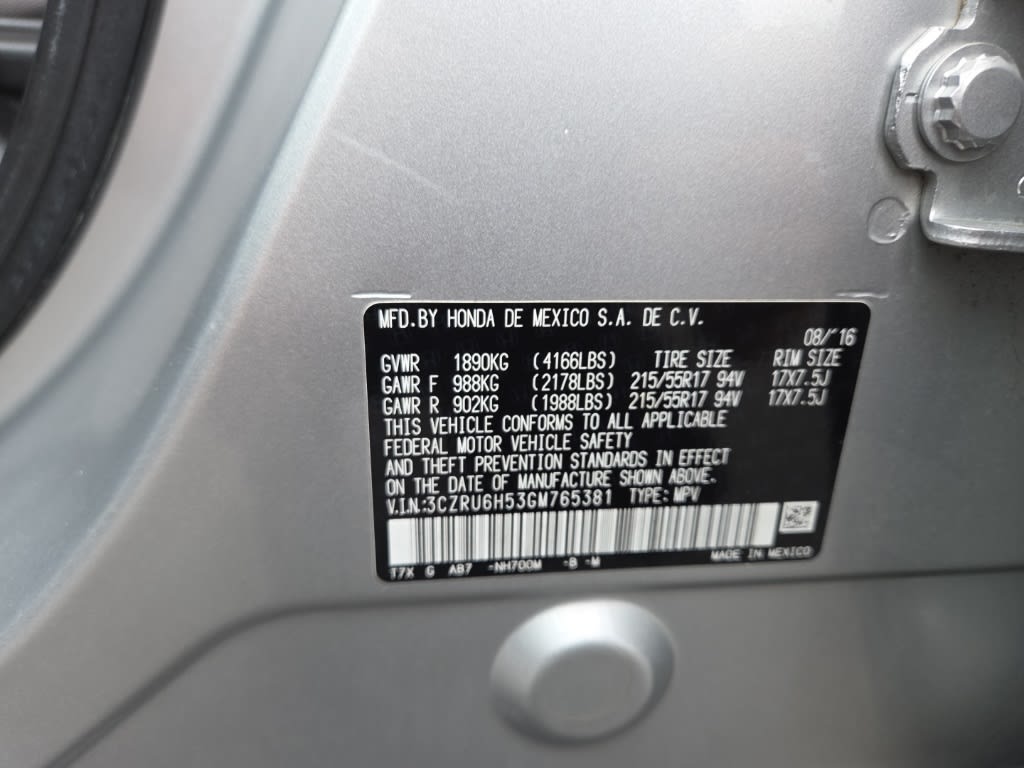 MFD.BY HONDA DE MEXICO S.A. DE C.V.
08/'16
GVWR 1890KG (4166LBS) TIRE SIZE RIM SIZE
GAWR F 988KG (2178LBS) 215/55R17 94V 17X7.5J
GAWR R 902KG (1988LBS) 215/55R17 94V 17X7.5J
THIS VEHICLE CONFORMS TO ALL APPLICABLE
FEDERAL MOTOR VEHICLE SAFETY
AND THEFT PREVENTION STANDARDS IN EFFECT
ON THE DATE OF MANUFACTURE SHOWN ABOVE.
V.I.N:3CZRU6H53GM765381 TYPE: MPV
MADE IN MEXICO
T7X G AB7 -NH700M -B -M